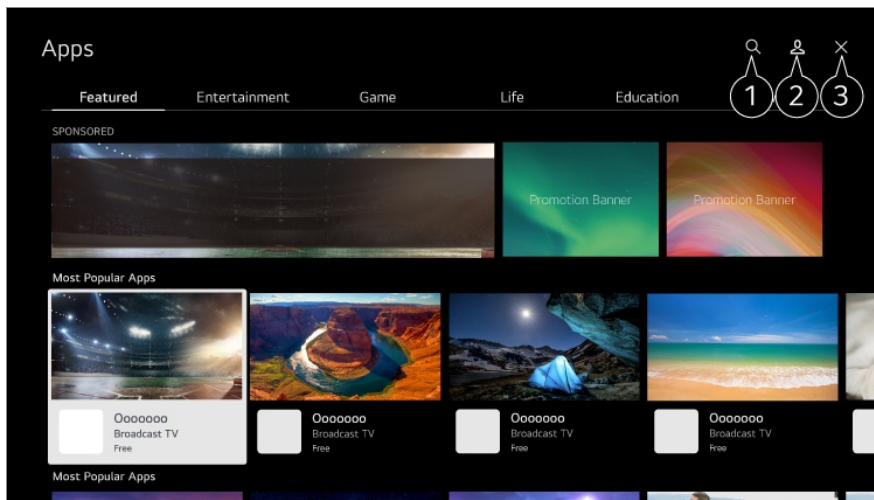 Apps
Featured Entertainment Game Life Education
1 2 3
SPONSORED
Promotion Banner Promotion Banner
Most Popular Apps
Ooooooo Ooooooo Ooooooo Ooooooo
Broadcast TV Broadcast TV Broadcast TV Broadcast TV
Free Free Free Free
Most Popular Apps